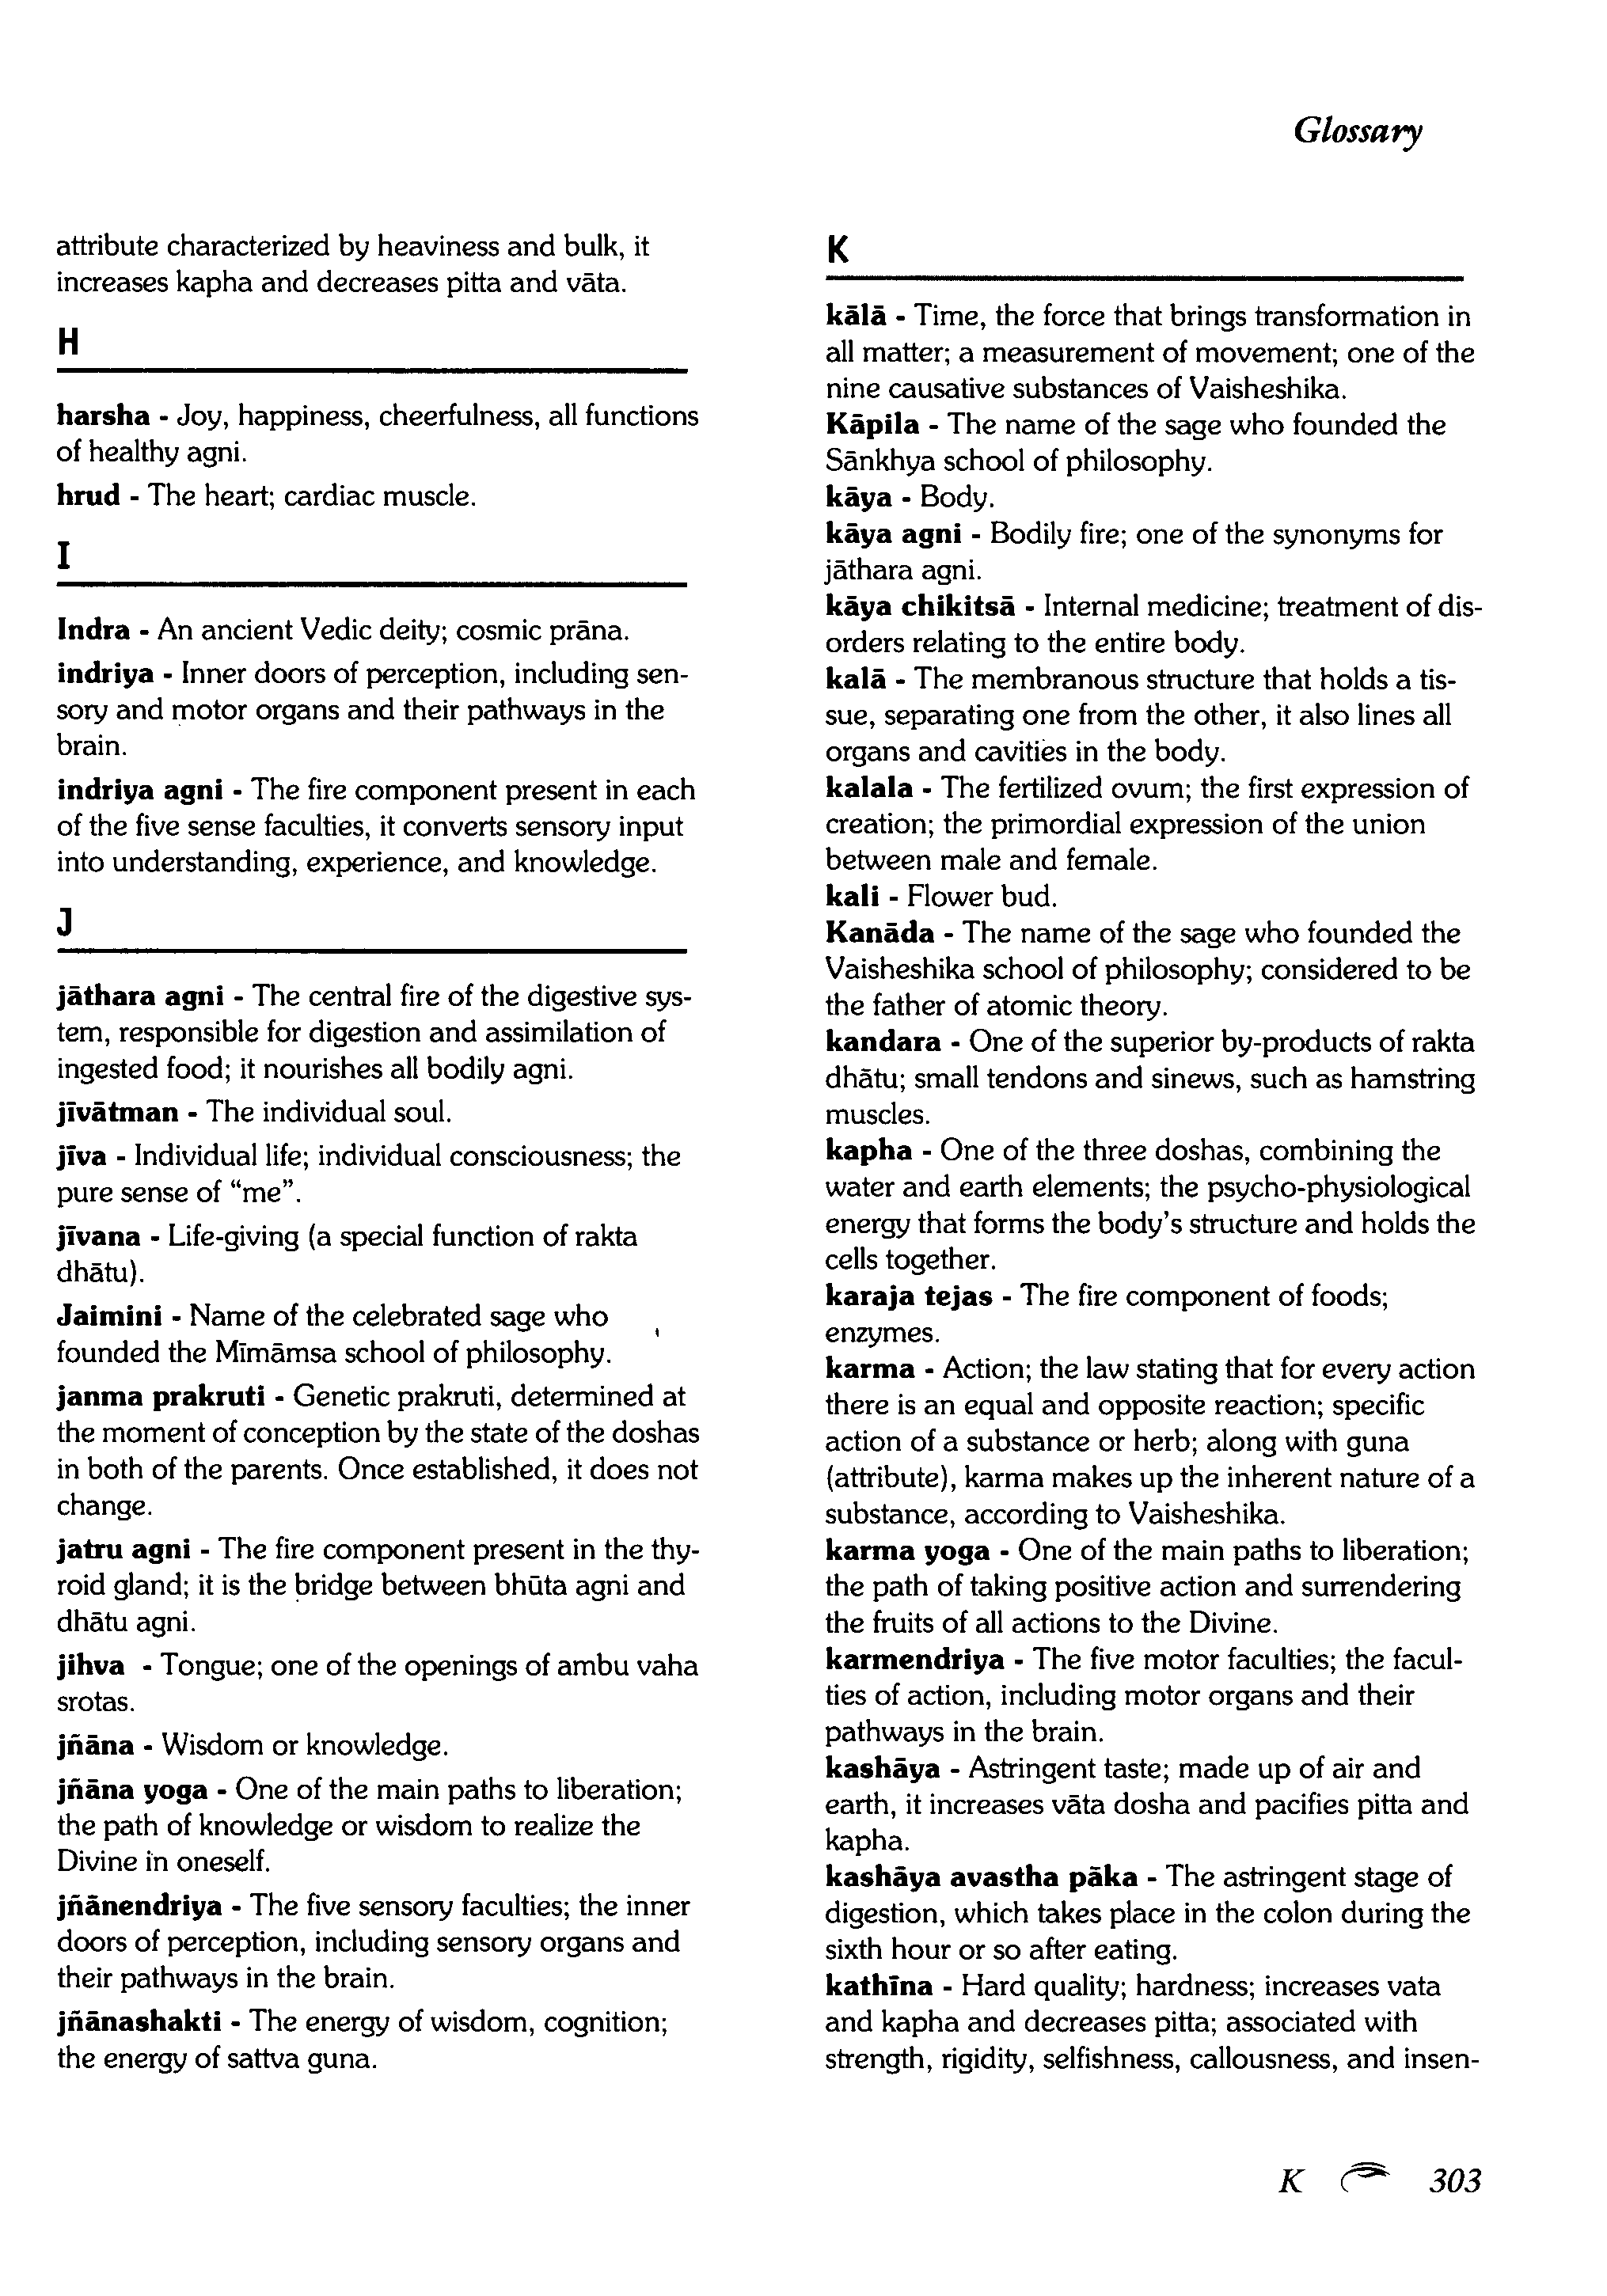 Glossary
attribute characterized by heaviness and bulk, it
increases kapha and decreases pitta and vāta.
H
harsha - Joy, happiness, cheerfulness, all functions
of healthy agni.
hrud - The heart; cardiac muscle.
I
Indra - An ancient Vedic deity; cosmic prāna.
indriya - Inner doors of perception, including sen-
sory and motor organs and their pathways in the
brain.
indriya agni - The fire component present in each
of the five sense faculties, it converts sensory input
into understanding, experience, and knowledge.
J
jāthara agni - The central fire of the digestive sys-
tem, responsible for digestion and assimilation of
ingested food; it nourishes all bodily agni.
jīvātman - The individual soul.
jīva - Individual life; individual consciousness; the
pure sense of “me”.
jīvana - Life-giving (a special function of rakta
dhātu).
Jaimini - Name of the celebrated sage who
founded the Mīmāmsa school of philosophy.
janma prakruti - Genetic prakruti, determined at
the moment of conception by the state of the doshas
in both of the parents. Once established, it does not
change.
jatru agni - The fire component present in the thy-
roid gland; it is the bridge between bhūta agni and
dhātu agni.
jihva - Tongue; one of the openings of ambu vaha
srotas.
jñāna - Wisdom or knowledge.
jñāna yoga - One of the main paths to liberation;
the path of knowledge or wisdom to realize the
Divine in oneself.
jñānendriya - The five sensory faculties; the inner
doors of perception, including sensory organs and
their pathways in the brain.
jñānashakti - The energy of wisdom, cognition;
the energy of sattva guna.
K
kālā - Time, the force that brings transformation in
all matter; a measurement of movement; one of the
nine causative substances of Vaisheshika.
Kāpila - The name of the sage who founded the
Sānkhya school of philosophy.
kāya - Body.
kāya agni - Bodily fire; one of the synonyms for
jāthara agni.
kāya chikitsā - Internal medicine; treatment of dis-
orders relating to the entire body.
kalā - The membranous structure that holds a tis-
sue, separating one from the other, it also lines all
organs and cavities in the body.
kalala - The fertilized ovum; the first expression of
creation; the primordial expression of the union
between male and female.
kali - Flower bud.
Kanāda - The name of the sage who founded the
Vaisheshika school of philosophy; considered to be
the father of atomic theory.
kandara - One of the superior by-products of rakta
dhātu; small tendons and sinews, such as hamstring
muscles.
kapha - One of the three doshas, combining the
water and earth elements; the psycho-physiological
energy that forms the body’s structure and holds the
cells together.
karaja tejas - The fire component of foods;
enzymes.
karma - Action; the law stating that for every action
there is an equal and opposite reaction; specific
action of a substance or herb; along with guna
(attribute), karma makes up the inherent nature of a
substance, according to Vaisheshika.
karma yoga - One of the main paths to liberation;
the path of taking positive action and surrendering
the fruits of all actions to the Divine.
karmendriya - The five motor faculties; the facul-
ties of action, including motor organs and their
pathways in the brain.
kashāya - Astringent taste; made up of air and
earth, it increases vāta dosha and pacifies pitta and
kapha.
kashāya avastha pāka - The astringent stage of
digestion, which takes place in the colon during the
sixth hour or so after eating.
kathīna - Hard quality; hardness; increases vata
and kapha and decreases pitta; associated with
strength, rigidity, selfishness, callousness, and insen-
K 303